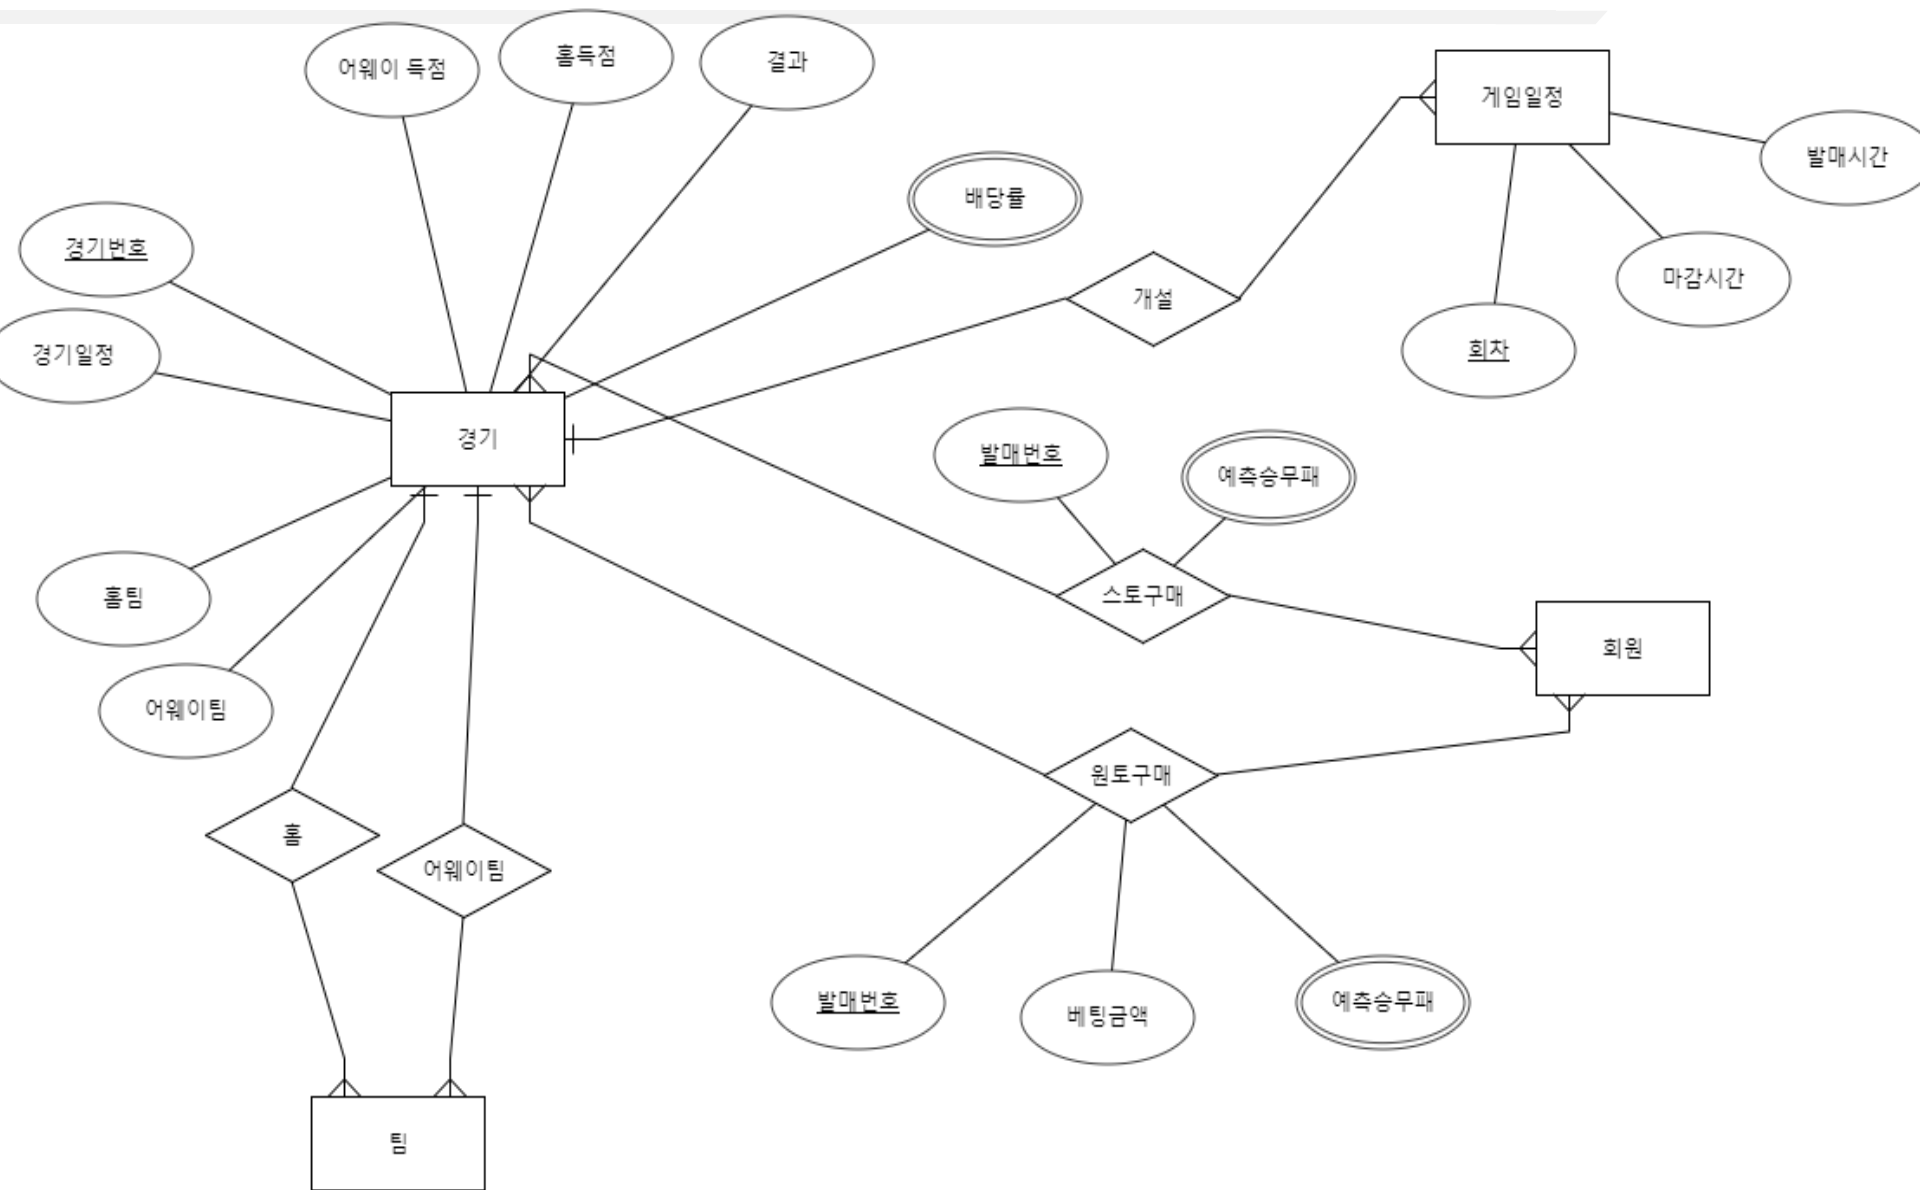 어웨이 득점
홈득점
결과
게임일정
발매시간
배당률
경기번호
마감시간
개설
경기일정
회차
경기
발매번호
예측승무패
스토구매
홈팀
회원
어웨이팀
원토구매
홈
어웨이팀
발매번호
베팅금액
예측승무패
팀